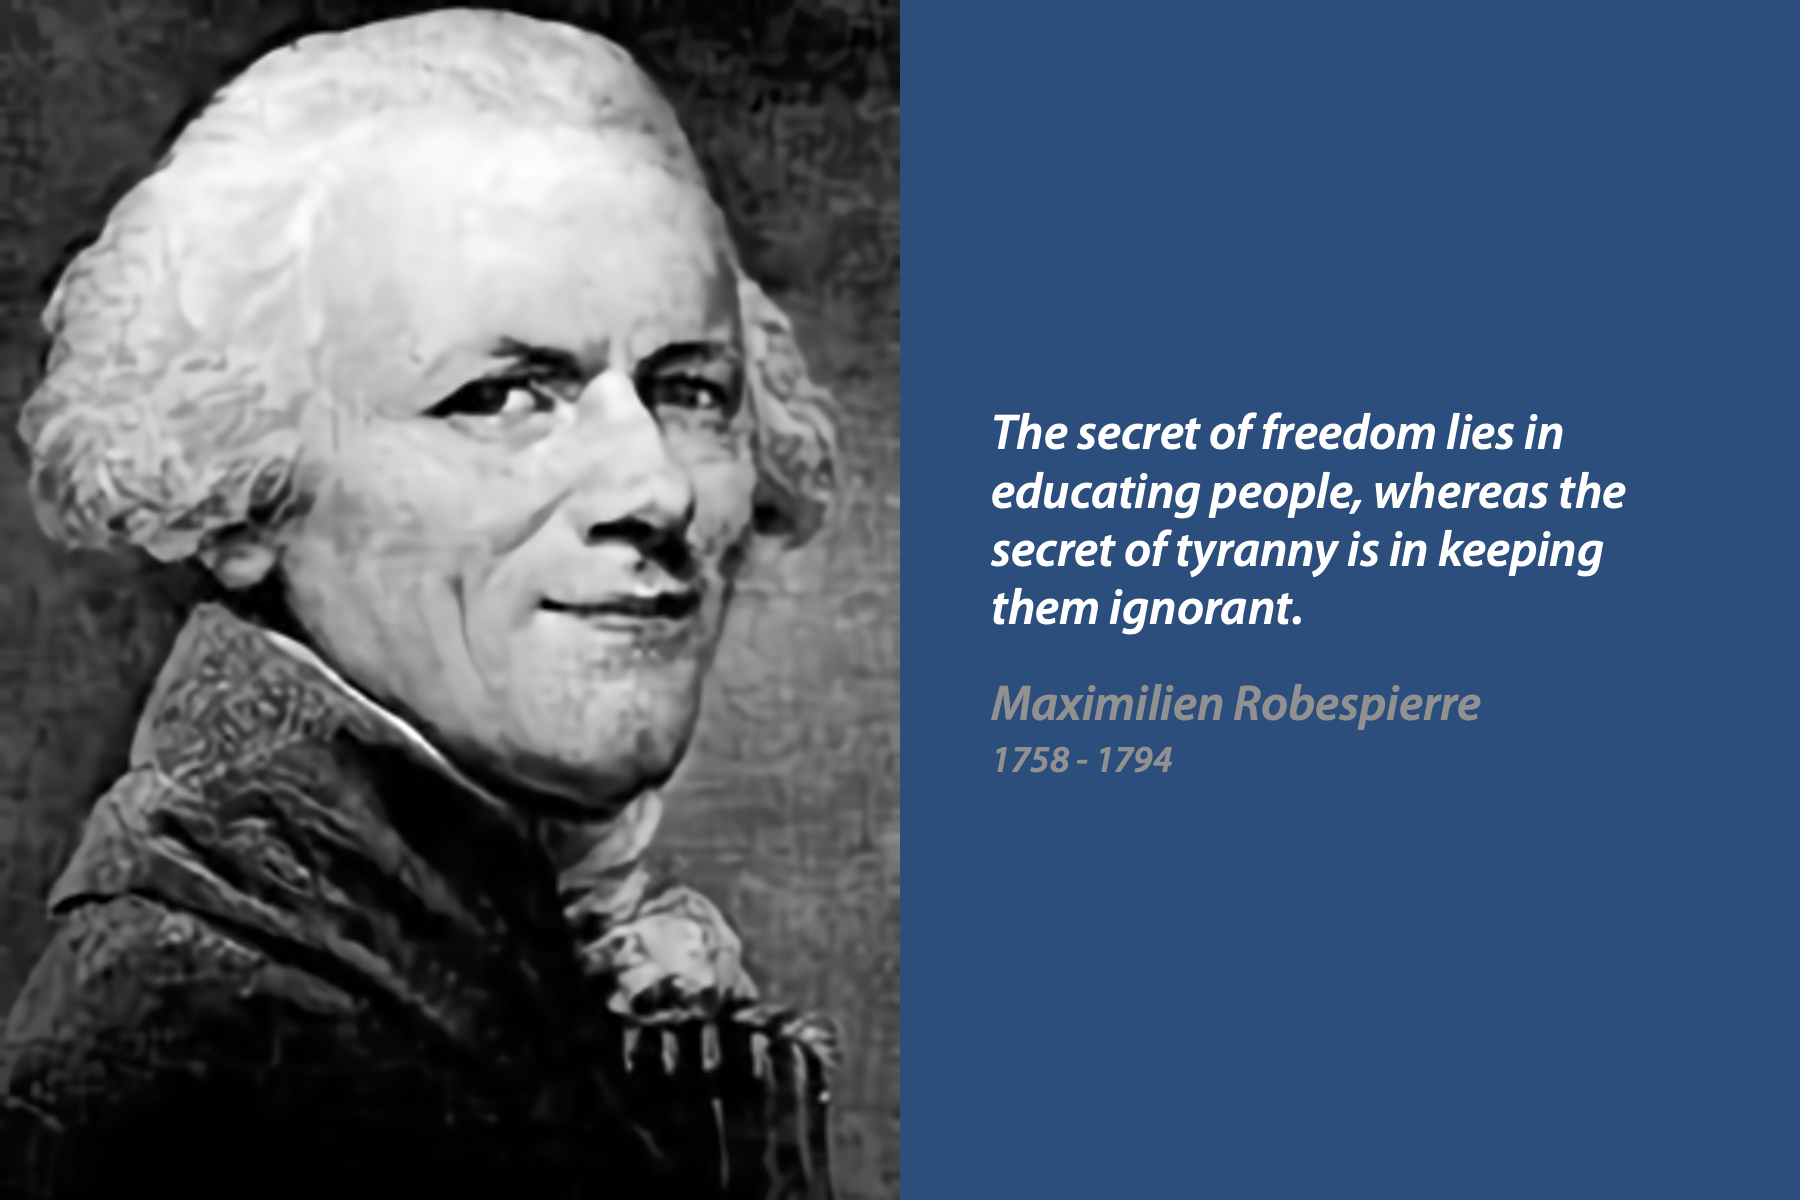 The secret of freedom lies in
educating people, whereas the
secret of tyranny is in keeping
them ignorant.
Maximilien Robespierre
1758 - 1794